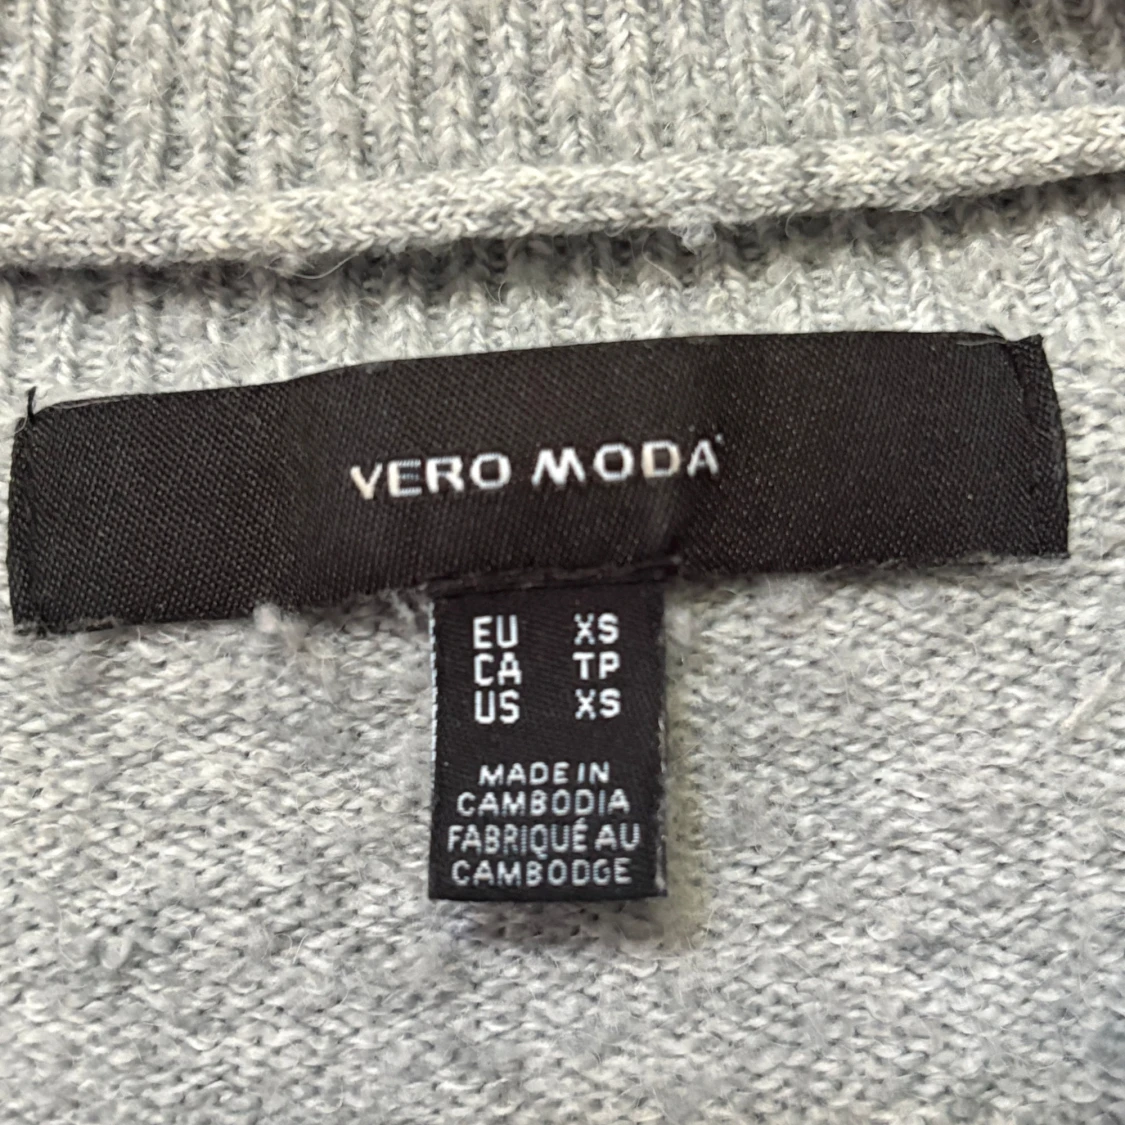 VERO MODA
EU XS
CA TP
US XS
MADE IN
CAMBODIA
FABRIQUÉ AU
CAMBODGE